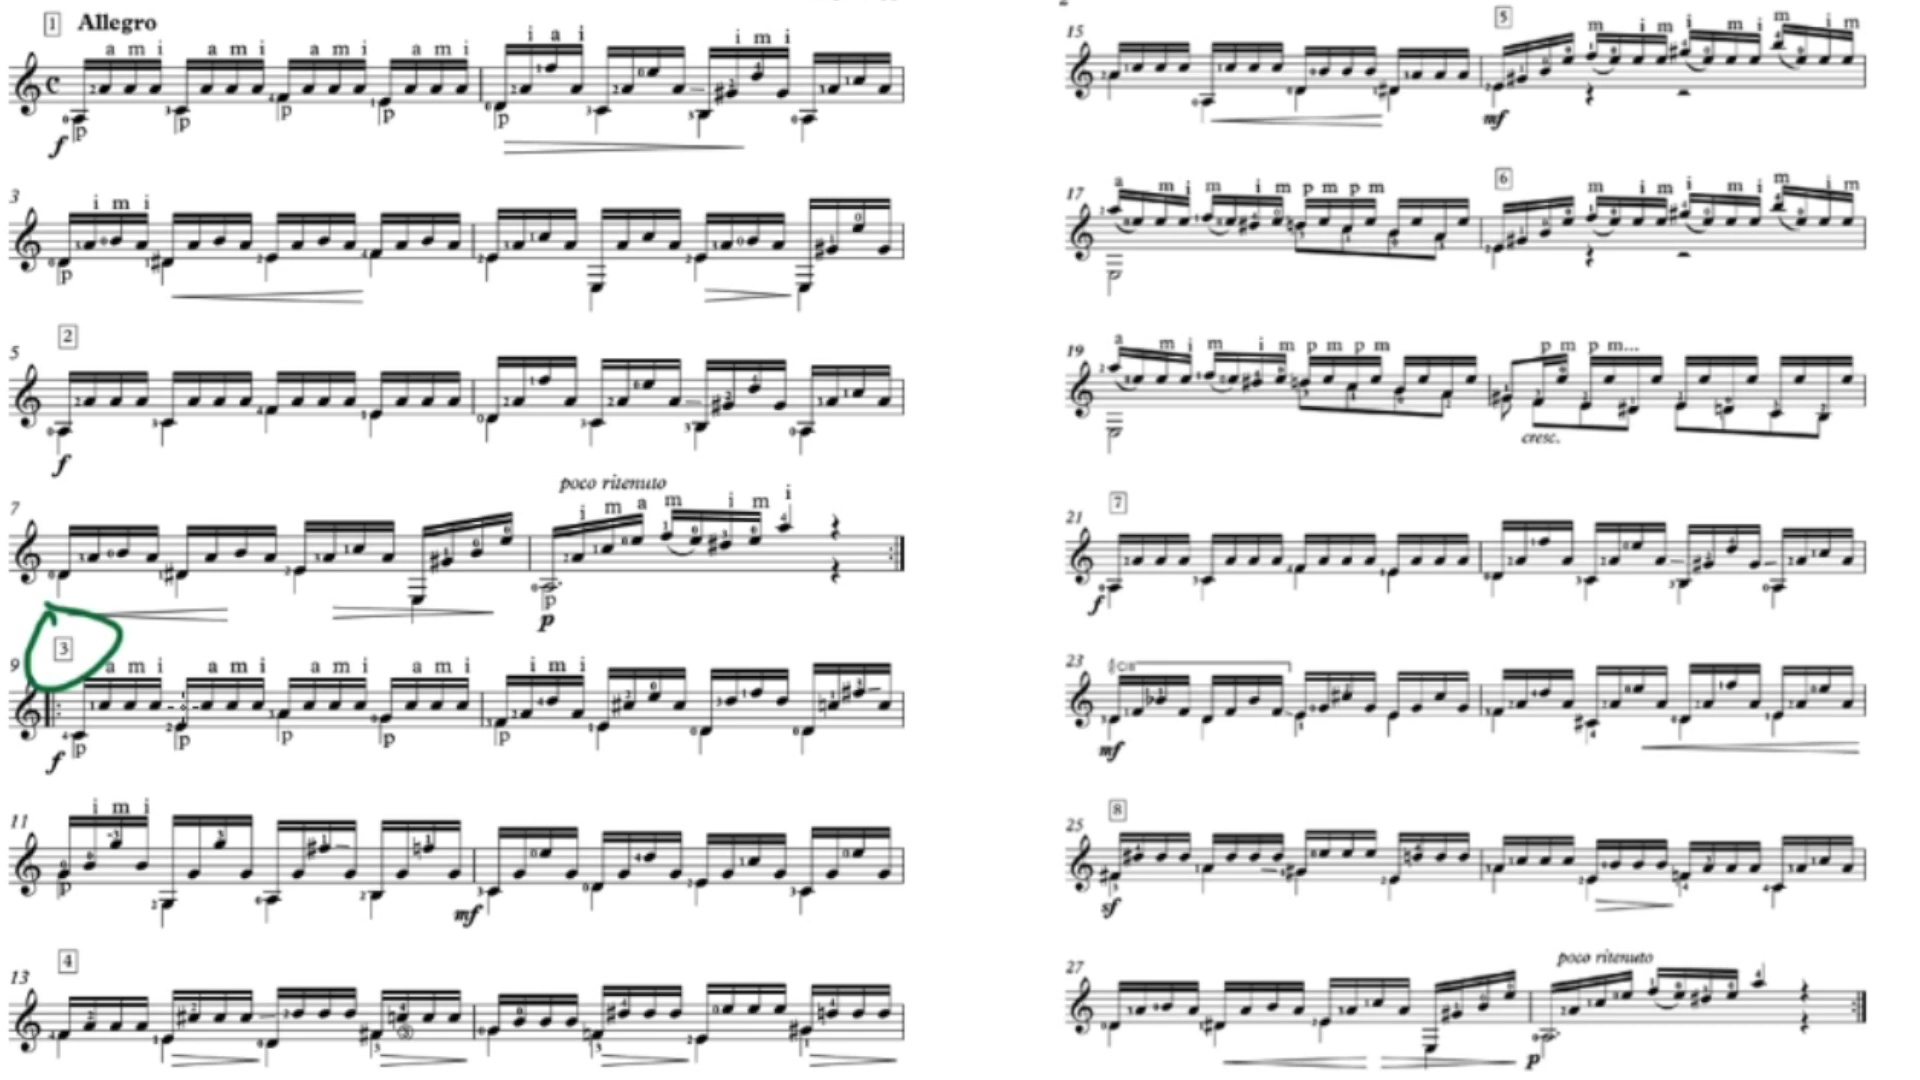 1 Allegro
a m i a m i a m i a m i i a i i m i
p p p p p
f
3
i m i
p
2
5
f
7
poco ritenuto
i m a m i m i
p
p
3
9
a m i a m i a m i a m i i m i
p p p p p
f
11
i m i
p
mf
4
13
2
15
5
m i m i m i m i m
mf
17
a m i m i m p m p m
6
m i m i m i m i m
19
a m i m i m p m p m p m p m...
cresc.
7
21
f
23
mf
8
25
sf
27
poco ritenuto
p